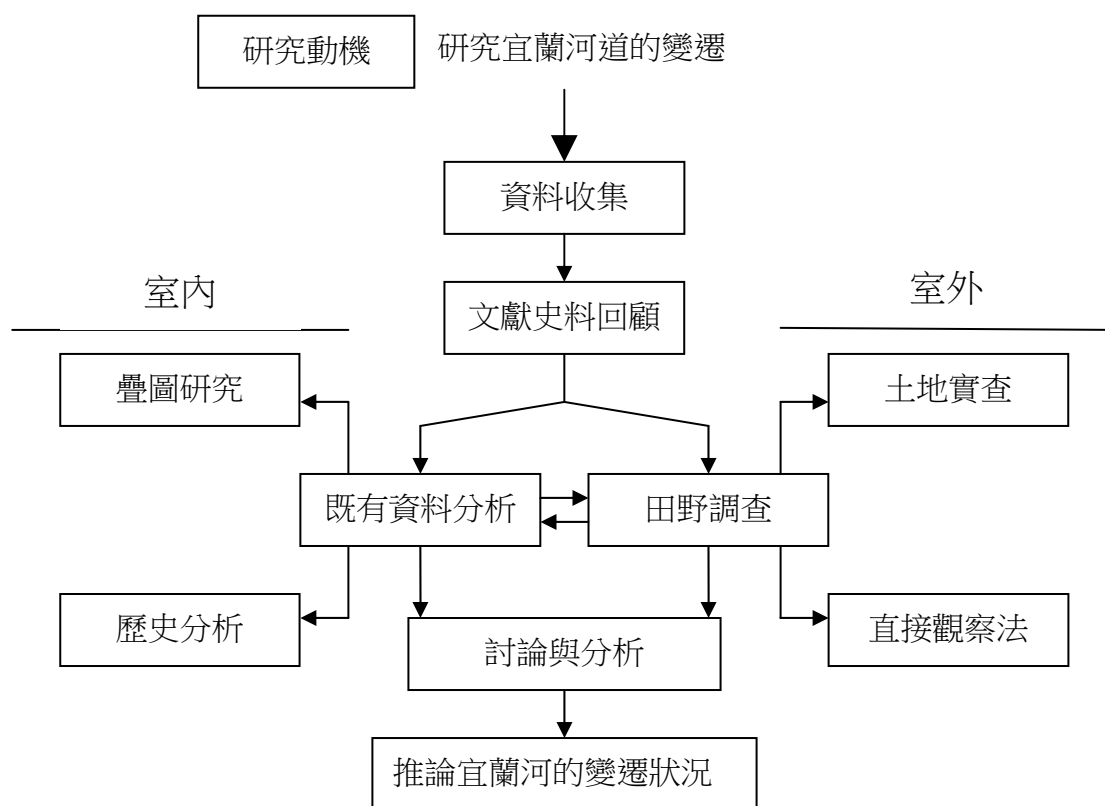 研究動機 研究宜蘭河道的變遷
資料收集
室內
室外
文獻史料回顧
疊圖研究
土地實查
既有資料分析
田野調查
歷史分析
直接觀察法
討論與分析
推論宜蘭河的變遷狀況